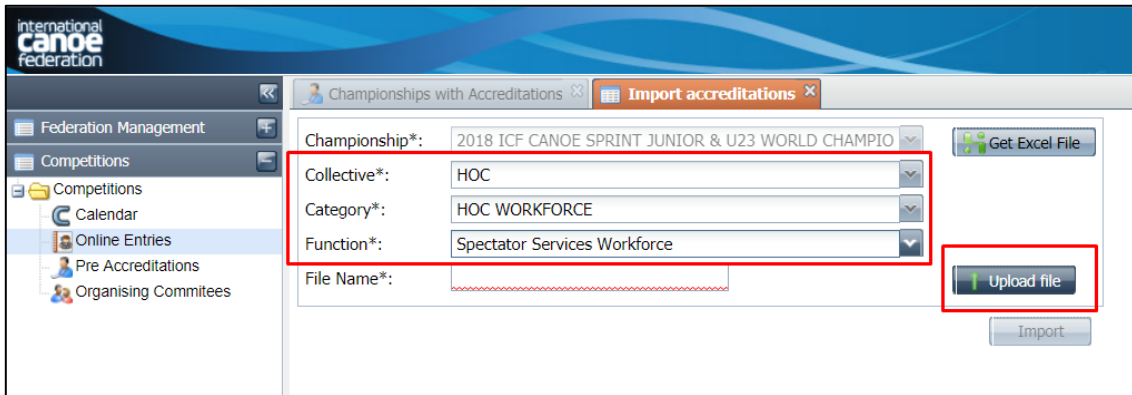 international
canoe
federation
Championships with Accreditations
Import accreditations
Federation Management
Competitions
Competitions
Calendar
Online Entries
Pre Accreditations
Organising Commitees
Championship*: 2018 ICF CANOE SPRINT JUNIOR & U23 WORLD CHAMPIO
Get Excel File
Collective*: HOC
Category*: HOC WORKFORCE
Function*: Spectator Services Workforce
File Name*:
Upload file
Import